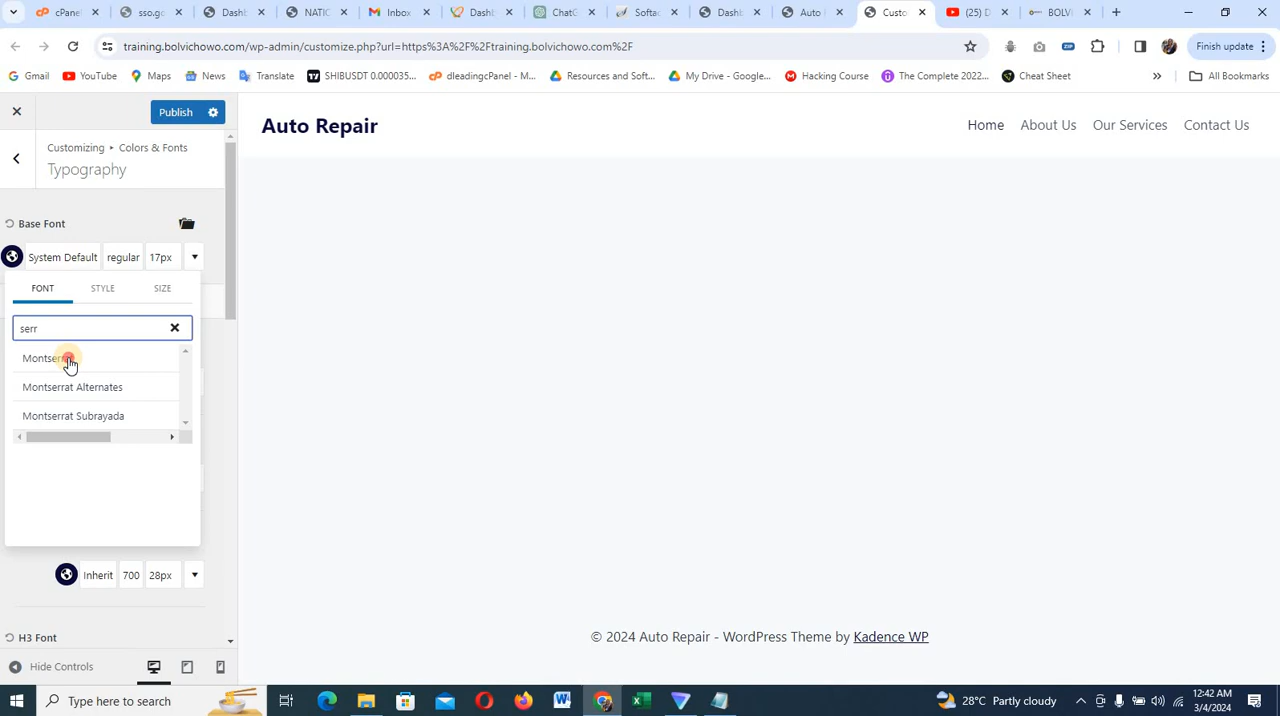 cPanel
sso.g
Dashb
NATIC
Inbox
Dashb
ChatG
Softac
Dashb
Auto
Custo
(25) D
BOLVI
training.bolvichowo.com/wp-admin/customize.php?url=https%3A%2F%2Ftraining.bolvichowo.com%2F
Finish update
Gmail
YouTube
Maps
News
Translate
SHIBUSDT 0.000035...
dleadingcPanel - M...
Resources and Soft...
My Drive - Google...
Hacking Course
The Complete 2022...
Cheat Sheet
All Bookmarks
Publish
Customizing ▸ Colors & Fonts
Typography
Base Font
System Default regular 17px
FONT STYLE SIZE
serr
Montserrat
Montserrat Alternates
Montserrat Subrayada
Inherit 700 28px
H3 Font
Hide Controls
Auto Repair
Home About Us Our Services Contact Us
© 2024 Auto Repair - WordPress Theme by Kadence WP
Type here to search
28°C Partly cloudy
12:42 AM
3/4/2024